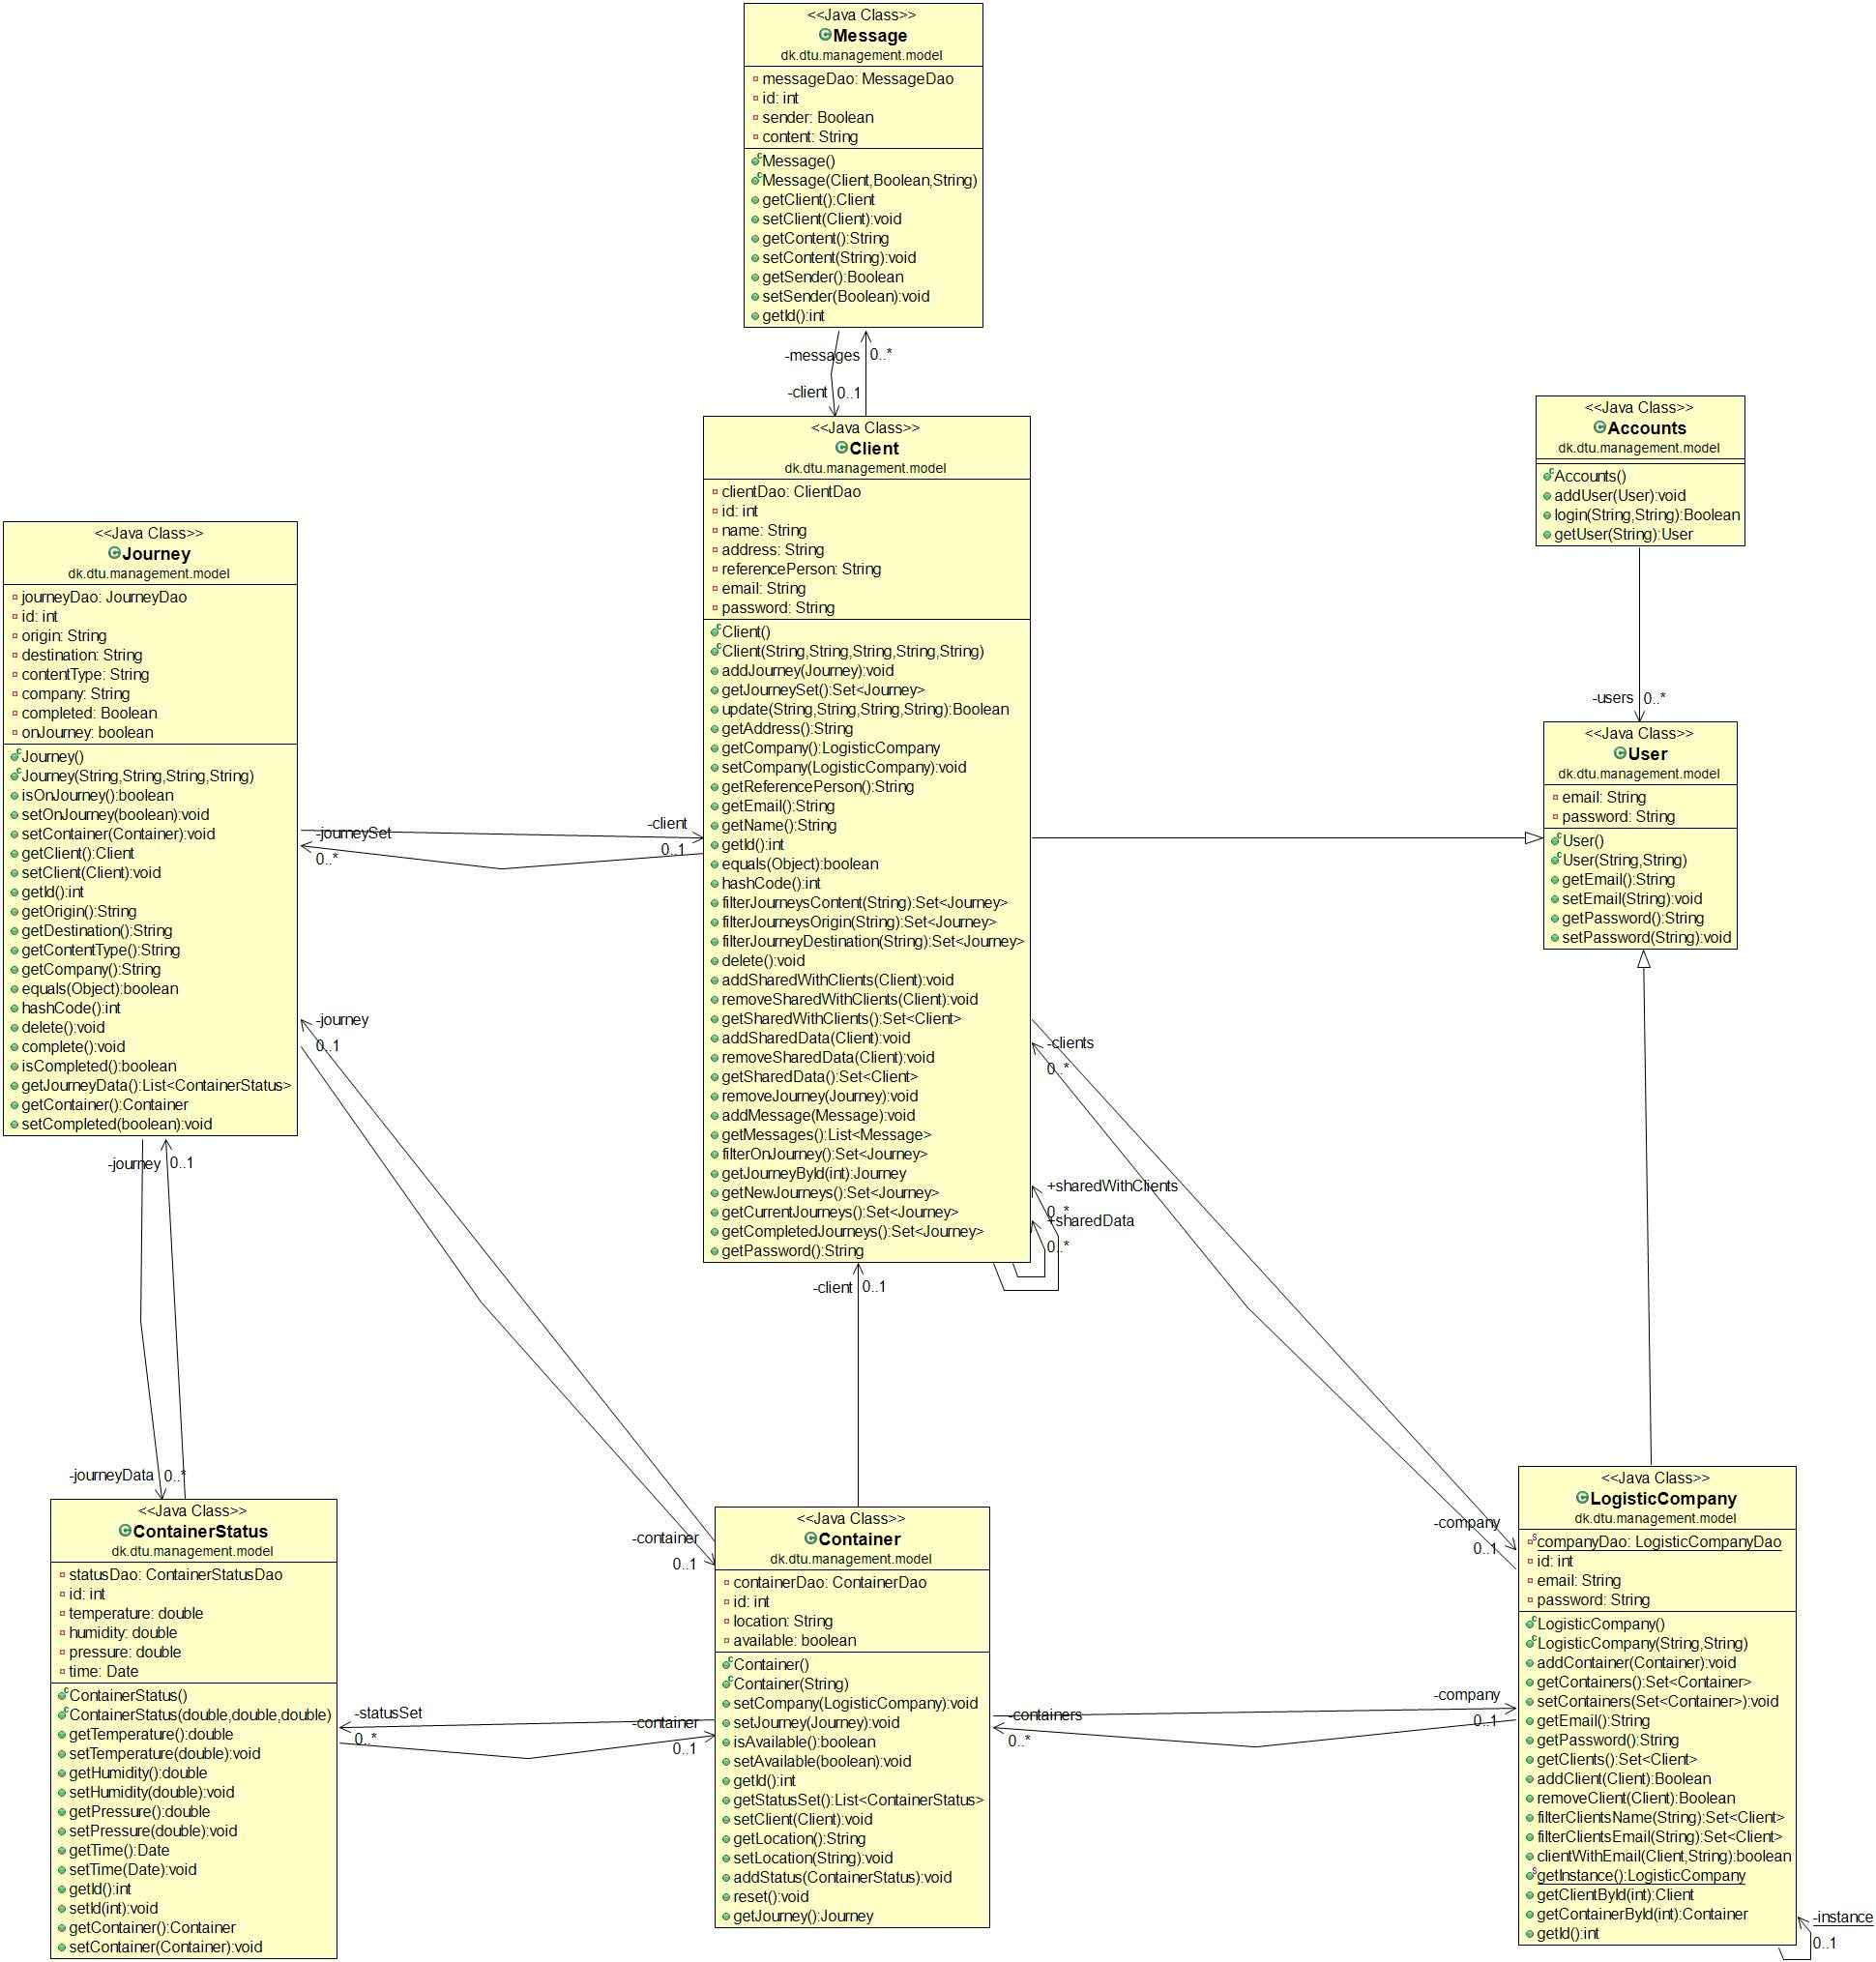 <<Java Class>>
Message
dk.dtu.management.model
messageDao: MessageDao
id: int
sender: Boolean
content: String
Message()
Message(Client,Boolean,String)
getClient():Client
setClient(Client):void
getContent():String
setContent(String):void
getSender():Boolean
setSender(Boolean):void
getId():int
-messages 0..*
-client 0..1
<<Java Class>>
Client
dk.dtu.management.model
clientDao: ClientDao
id: int
name: String
address: String
referencePerson: String
email: String
password: String
Client()
Client(String,String,String,String,String)
addJourney(Journey):void
getJourneySet():Set<Journey>
update(String,String,String,String):Boolean
getAddress():String
getCompany():LogisticCompany
setCompany(LogisticCompany):void
getReferencePerson():String
getEmail():String
getName():String
getId():int
equals(Object):boolean
hashCode():int
filterJourneysContent(String):Set<Journey>
filterJourneysOrigin(String):Set<Journey>
filterJourneyDestination(String):Set<Journey>
delete():void
addSharedWithClients(Client):void
removeSharedWithClients(Client):void
getSharedWithClients():Set<Client>
addSharedData(Client):void
removeSharedData(Client):void
getSharedData():Set<Client>
removeJourney(Journey):void
addMessage(Message):void
getMessages():List<Message>
filterOnJourney():Set<Journey>
getJourneyById(int):Journey
getNewJourneys():Set<Journey>
getCurrentJourneys():Set<Journey>
getCompletedJourneys():Set<Journey>
getPassword():String
<<Java Class>>
Accounts
dk.dtu.management.model
Accounts()
addUser(User):void
login(String,String):Boolean
getUser(String):User
-users 0..*
<<Java Class>>
User
dk.dtu.management.model
email: String
password: String
User()
User(String,String)
getEmail():String
setEmail(String):void
getPassword():String
setPassword(String):void
<<Java Class>>
Journey
dk.dtu.management.model
journeyDao: JourneyDao
id: int
origin: String
destination: String
contentType: String
company: String
completed: Boolean
onJourney: boolean
Journey()
Journey(String,String,String,String)
isOnJourney():boolean
setOnJourney(boolean):void
setContainer(Container):void
getClient():Client
setClient(Client):void
getId():int
getOrigin():String
getDestination():String
getContentType():String
getCompany():String
equals(Object):boolean
hashCode():int
delete():void
complete():void
isCompleted():boolean
getJourneyData():List<ContainerStatus>
getContainer():Container
setCompleted(boolean):void
-journeySet
0..*
-client
0..1
-journey
0..1
-clients
0..*
+sharedWithClients
0..*
+sharedData
0..*
-journey 0..1
-client 0..1
-journeyData 0..*
-container
0..1
-company
0..1
<<Java Class>>
ContainerStatus
dk.dtu.management.model
statusDao: ContainerStatusDao
id: int
temperature: double
humidity: double
pressure: double
time: Date
ContainerStatus()
ContainerStatus(double,double,double)
getTemperature():double
setTemperature(double):void
getHumidity():double
setHumidity(double):void
getPressure():double
setPressure(double):void
getTime():Date
setTime(Date):void
getId():int
setId(int):void
getContainer():Container
setContainer(Container):void
-statusSet
0..*
-container
0..1
<<Java Class>>
Container
dk.dtu.management.model
containerDao: ContainerDao
id: int
location: String
available: boolean
Container()
Container(String)
setCompany(LogisticCompany):void
setJourney(Journey):void
isAvailable():boolean
setAvailable(boolean):void
getId():int
getStatusSet():List<ContainerStatus>
setClient(Client):void
getLocation():String
setLocation(String):void
addStatus(ContainerStatus):void
reset():void
getJourney():Journey
-containers
0..*
-company
0..1
<<Java Class>>
LogisticCompany
dk.dtu.management.model
companyDao: LogisticCompanyDao
id: int
email: String
password: String
LogisticCompany()
LogisticCompany(String,String)
addContainer(Container):void
getContainers():Set<Container>
setContainers(Set<Container>):void
getEmail():String
getPassword():String
getClients():Set<Client>
addClient(Client):Boolean
removeClient(Client):Boolean
filterClientsName(String):Set<Client>
filterClientsEmail(String):Set<Client>
clientWithEmail(Client,String):boolean
getInstance():LogisticCompany
getClientById(int):Client
getContainerById(int):Container
getId():int
-instance
0..1